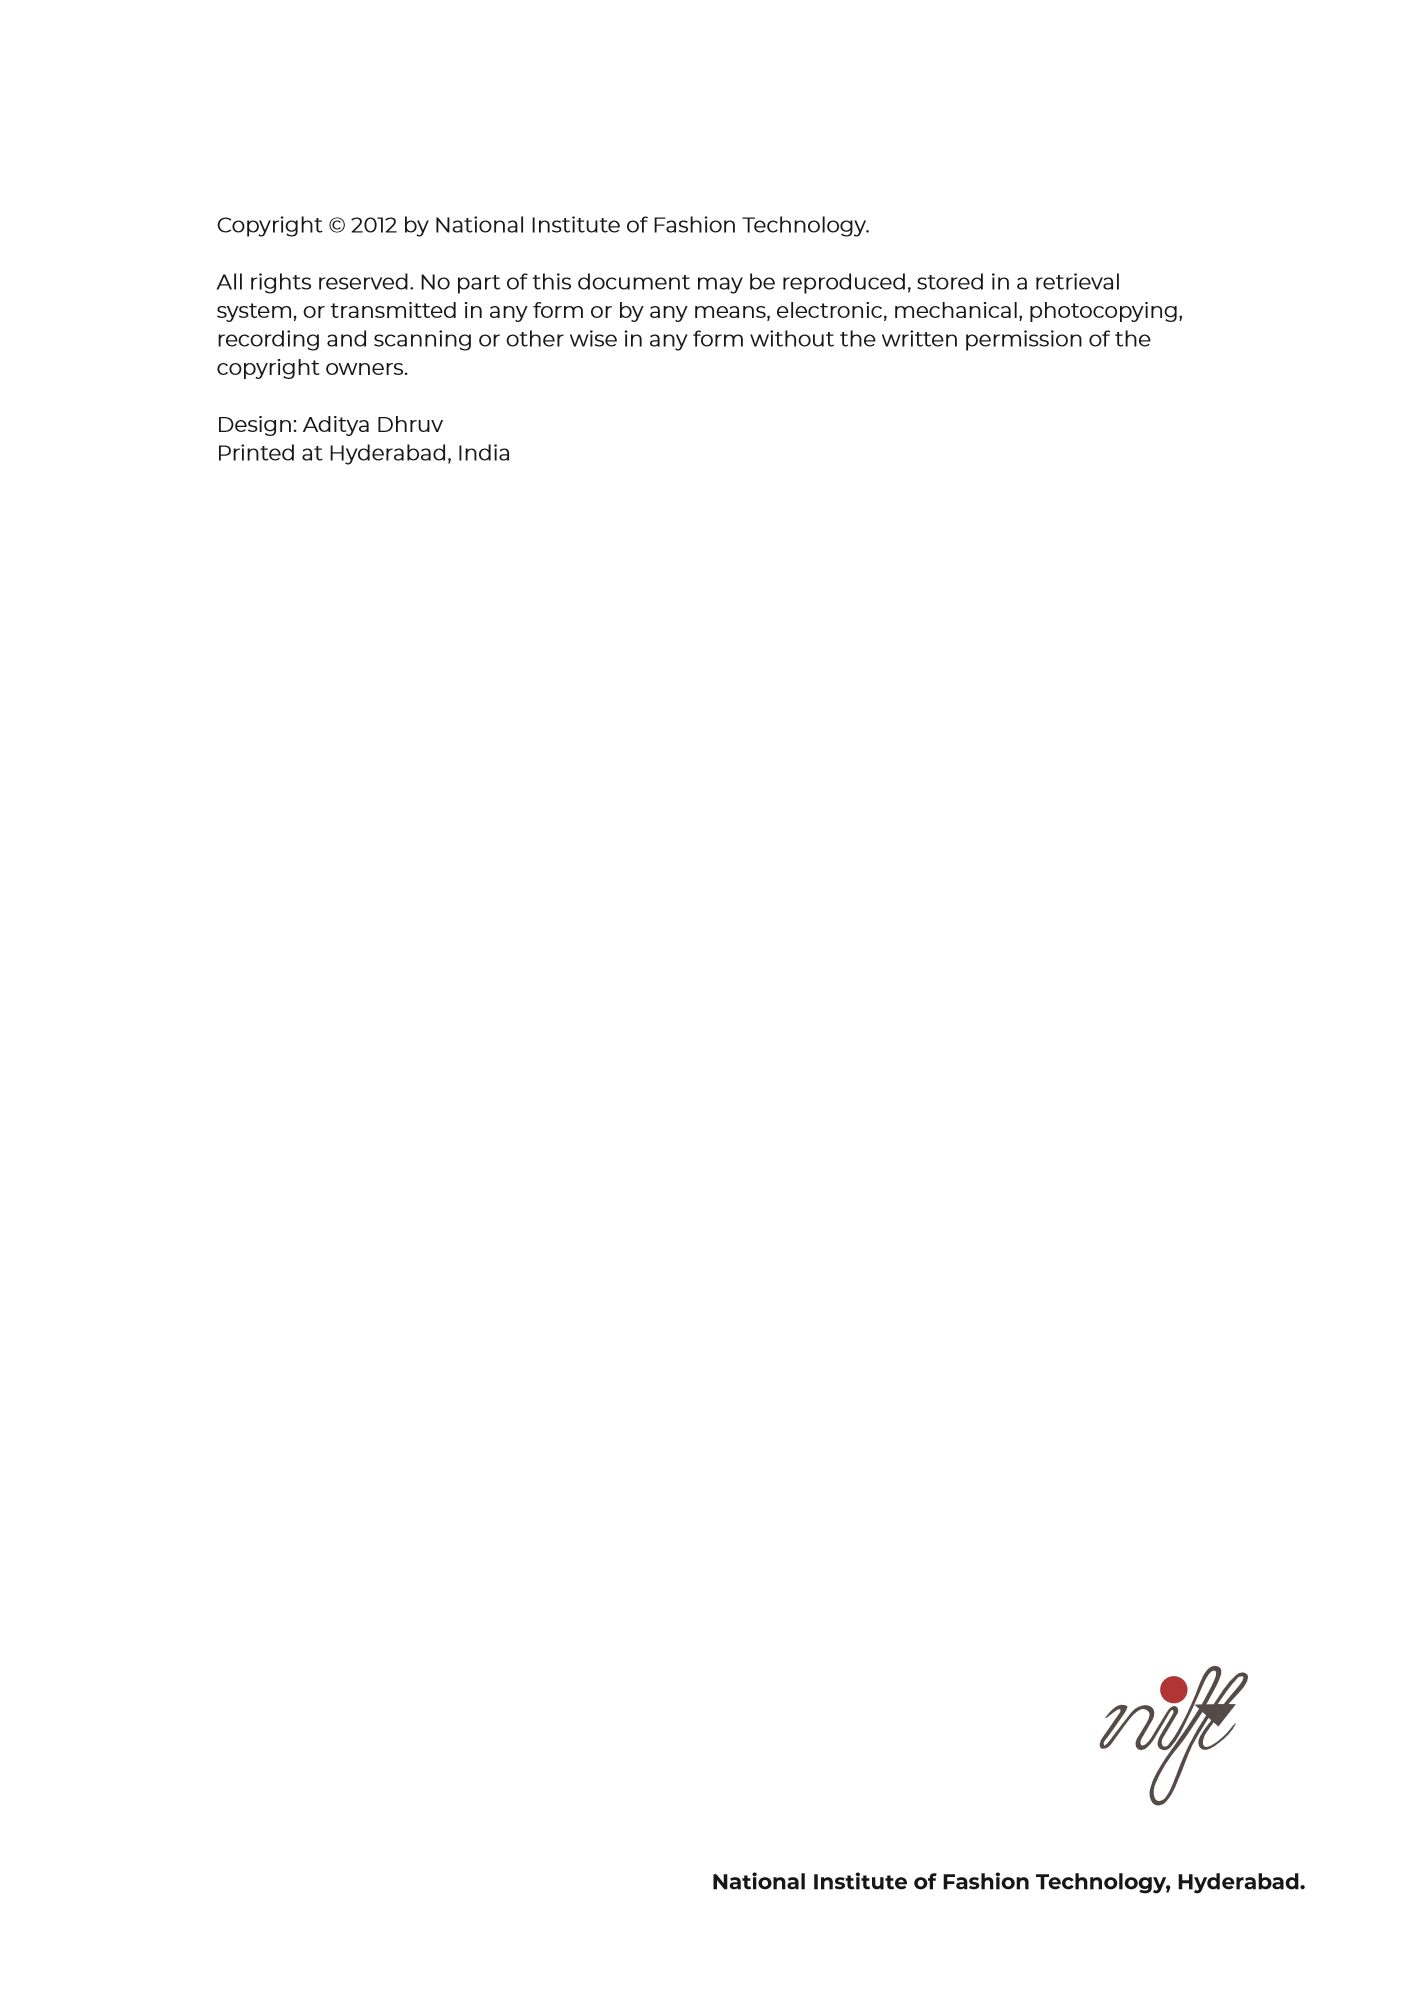 Copyright © 2012 by National Institute of Fashion Technology.
All rights reserved. No part of this document may be reproduced, stored in a retrieval
system, or transmitted in any form or by any means, electronic, mechanical, photocopying,
recording and scanning or other wise in any form without the written permission of the
copyright owners.
Design: Aditya Dhruv
Printed at Hyderabad, India
nift
National Institute of Fashion Technology, Hyderabad.